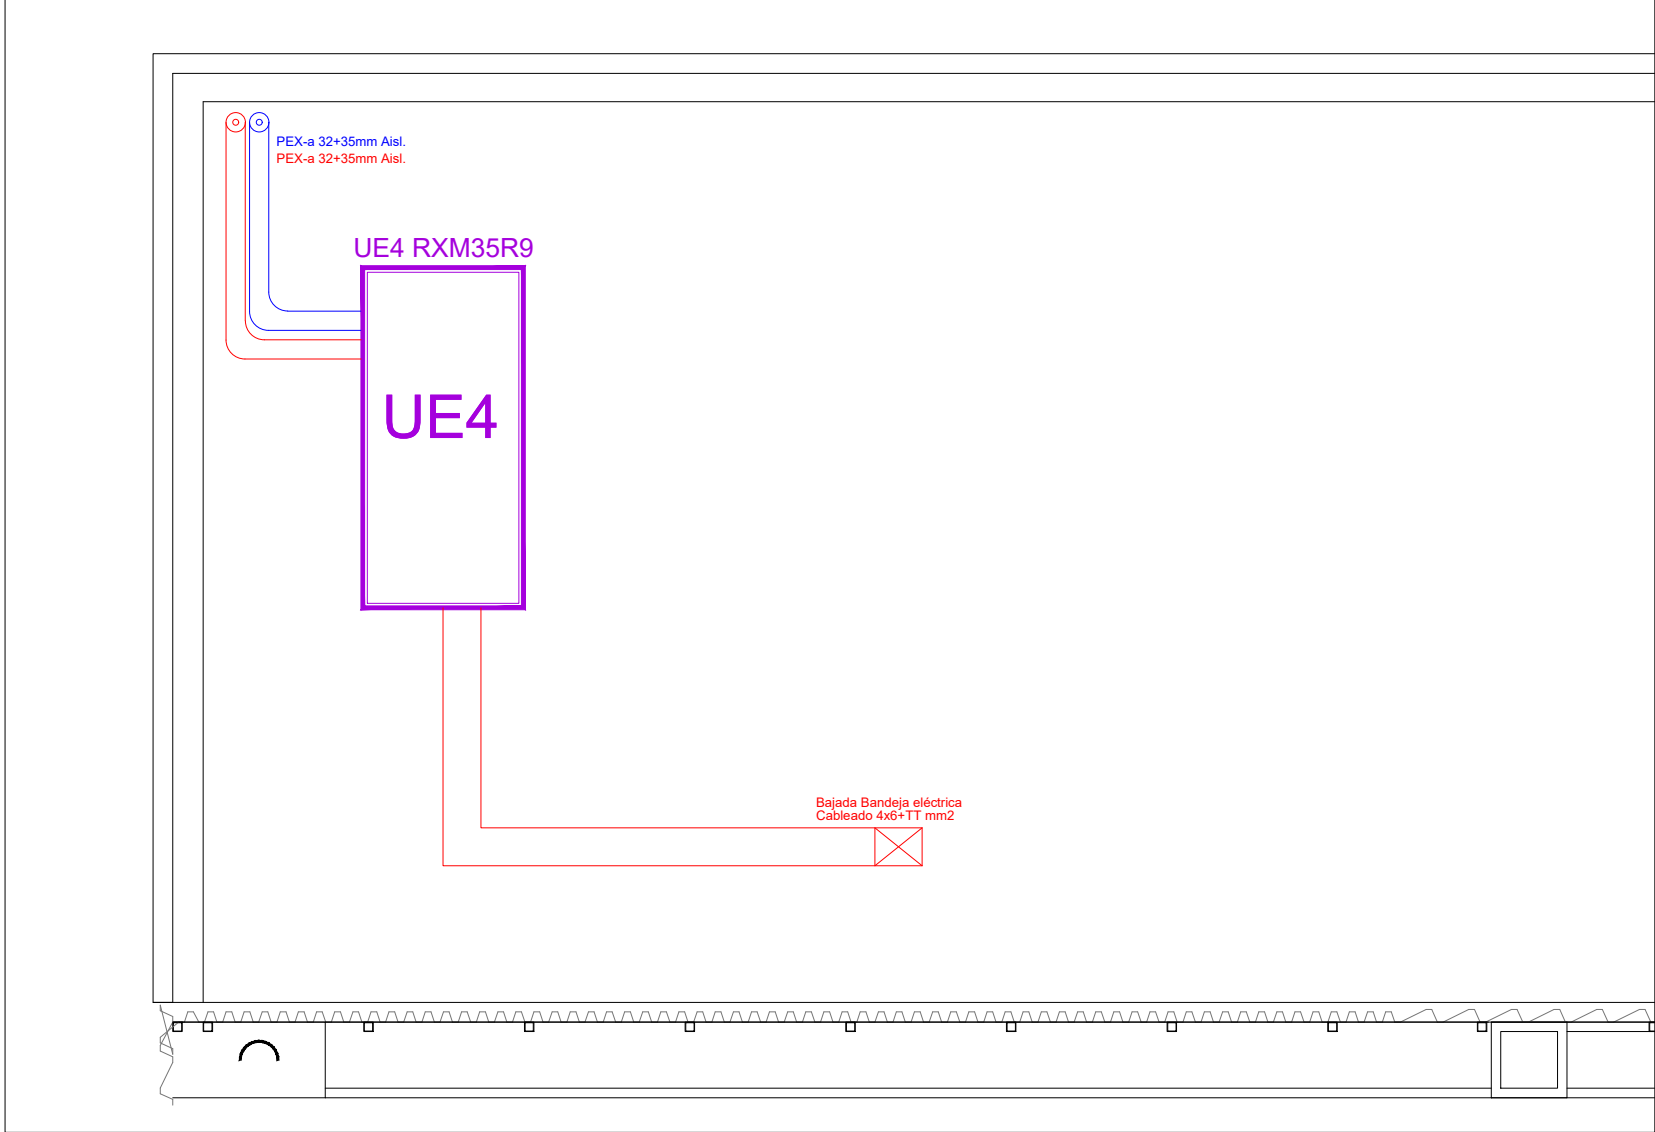 PEX-a 32+35mm Aisl.
PEX-a 32+35mm Aisl.
UE4 RXM35R9
UE4
Bajada Bandeja eléctrica
Cableado 4x6+TT mm2